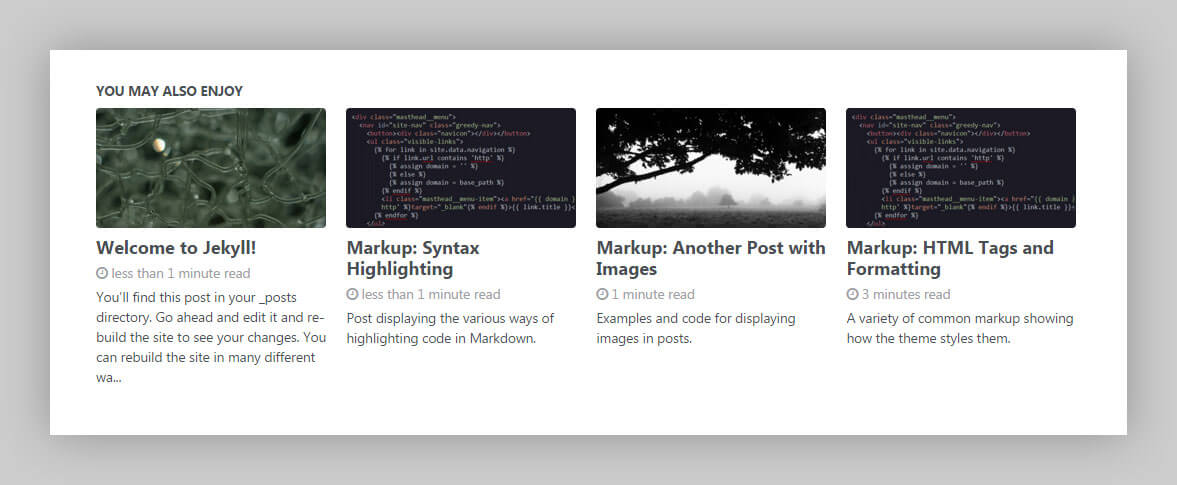 YOU MAY ALSO ENJOY
<div class="masthead__menu">
<nav id="site-nav" class="greedy-nav">
<button><div class="navicon"></div></button>
<ul class="visible-links">
{% for link in site.data.navigation %}
{% if link.url contains 'http' %}
{% assign domain = '' %}
{% else %}
{% assign domain = base_path %}
{% endif %}
<li class="masthead__menu-item"><a href="{{ domain }
http' %}target="_blank"{% endif %}>{{ link.title }}<
{% endfor %}
</ul>
<div class="masthead__menu">
<nav id="site-nav" class="greedy-nav">
<button><div class="navicon"></div></button>
<ul class="visible-links">
{% for link in site.data.navigation %}
{% if link.url contains 'http' %}
{% assign domain = '' %}
{% else %}
{% assign domain = base_path %}
{% endif %}
<li class="masthead__menu-item"><a href="{{ domain }
http' %}target="_blank"{% endif %}>{{ link.title }}<
{% endfor %}
</ul>
Welcome to Jekyll!
less than 1 minute read
You'll find this post in your _posts
directory. Go ahead and edit it and re-
build the site to see your changes. You
can rebuild the site in many different
wa...
Markup: Syntax
Highlighting
less than 1 minute read
Post displaying the various ways of
highlighting code in Markdown.
Markup: Another Post with
Images
1 minute read
Examples and code for displaying
images in posts.
Markup: HTML Tags and
Formatting
3 minutes read
A variety of common markup showing
how the theme styles them.